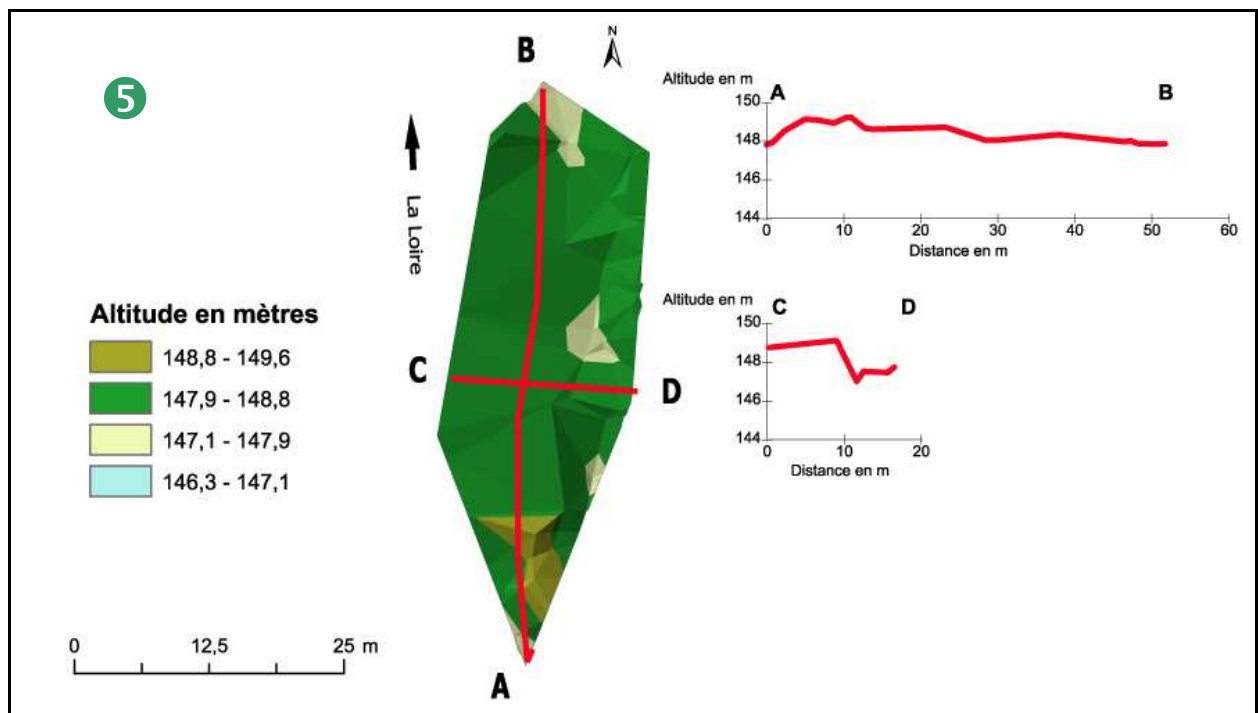 5
B
N
La Loire
C
D
A
Altitude en mètres
148,8 - 149,6
147,9 - 148,8
147,1 - 147,9
146,3 - 147,1
0 12,5 25 m
Altitude en m
A B
150
148
146
144
0 10 20 30 40 50 60
Distance en m
Altitude en m
C D
150
148
146
144
0 10 20
Distance en m